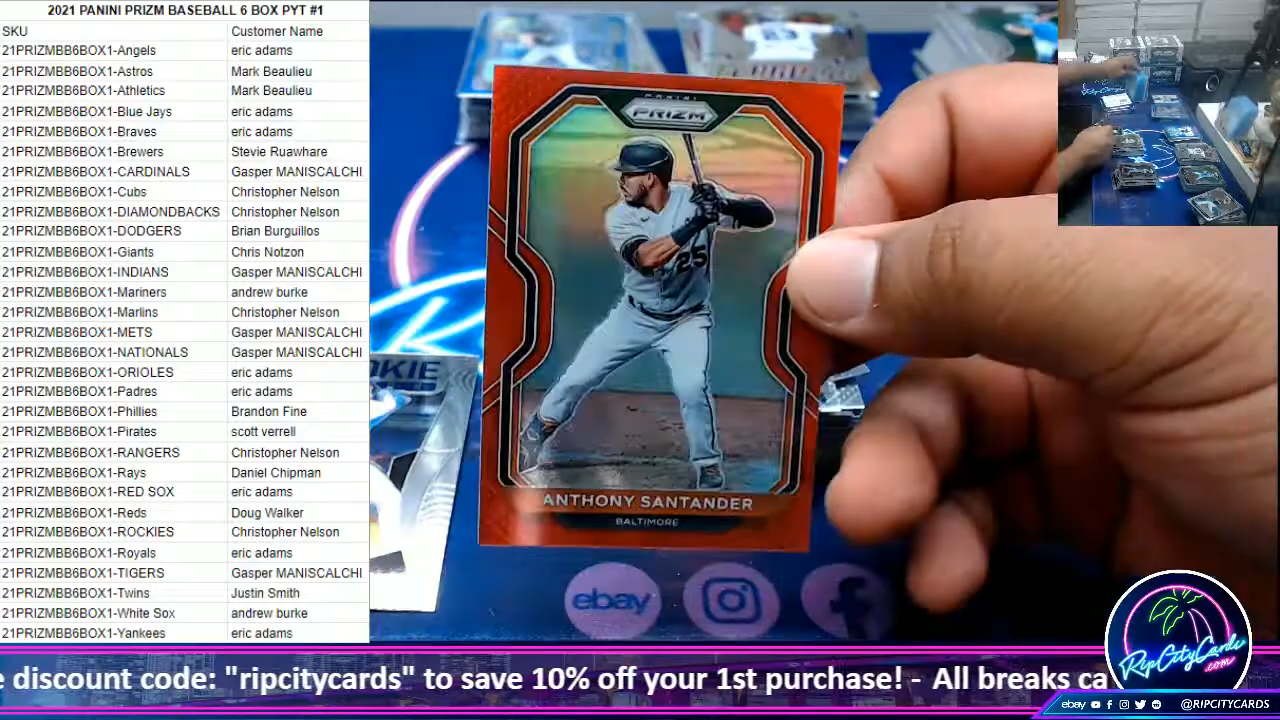 2021 PANINI PRIZM BASEBALL 6 BOX PYT #1
SKU Customer Name
21PRIZMBB6BOX1-Angels eric adams
21PRIZMBB6BOX1-Astros Mark Beaulieu
21PRIZMBB6BOX1-Athletics Mark Beaulieu
21PRIZMBB6BOX1-Blue Jays eric adams
21PRIZMBB6BOX1-Braves eric adams
21PRIZMBB6BOX1-Brewers Stevie Ruawhare
21PRIZMBB6BOX1-CARDINALS Gasper MANISCALCHI
21PRIZMBB6BOX1-Cubs Christopher Nelson
21PRIZMBB6BOX1-DIAMONDBACKS Christopher Nelson
21PRIZMBB6BOX1-DODGERS Brian Burguillos
21PRIZMBB6BOX1-Giants Chris Notzon
21PRIZMBB6BOX1-INDIANS Gasper MANISCALCHI
21PRIZMBB6BOX1-Mariners andrew burke
21PRIZMBB6BOX1-Marlins Christopher Nelson
21PRIZMBB6BOX1-METS Gasper MANISCALCHI
21PRIZMBB6BOX1-NATIONALS Gasper MANISCALCHI
21PRIZMBB6BOX1-ORIOLES eric adams
21PRIZMBB6BOX1-Padres eric adams
21PRIZMBB6BOX1-Phillies Brandon Fine
21PRIZMBB6BOX1-Pirates scott verrell
21PRIZMBB6BOX1-RANGERS Christopher Nelson
21PRIZMBB6BOX1-Rays Daniel Chipman
21PRIZMBB6BOX1-RED SOX eric adams
21PRIZMBB6BOX1-Reds Doug Walker
21PRIZMBB6BOX1-ROCKIES Christopher Nelson
21PRIZMBB6BOX1-Royals eric adams
21PRIZMBB6BOX1-TIGERS Gasper MANISCALCHI
21PRIZMBB6BOX1-Twins Justin Smith
21PRIZMBB6BOX1-White Sox andrew burke
21PRIZMBB6BOX1-Yankees eric adams
PANINI
PRIZM
25
ANTHONY SANTANDER
BALTIMORE
OKIE
ebay
RipCityCards
.com
e discount code: "ripcitycards" to save 10% off your 1st purchase! - All breaks ca
ebay @RIPCITYCARDS